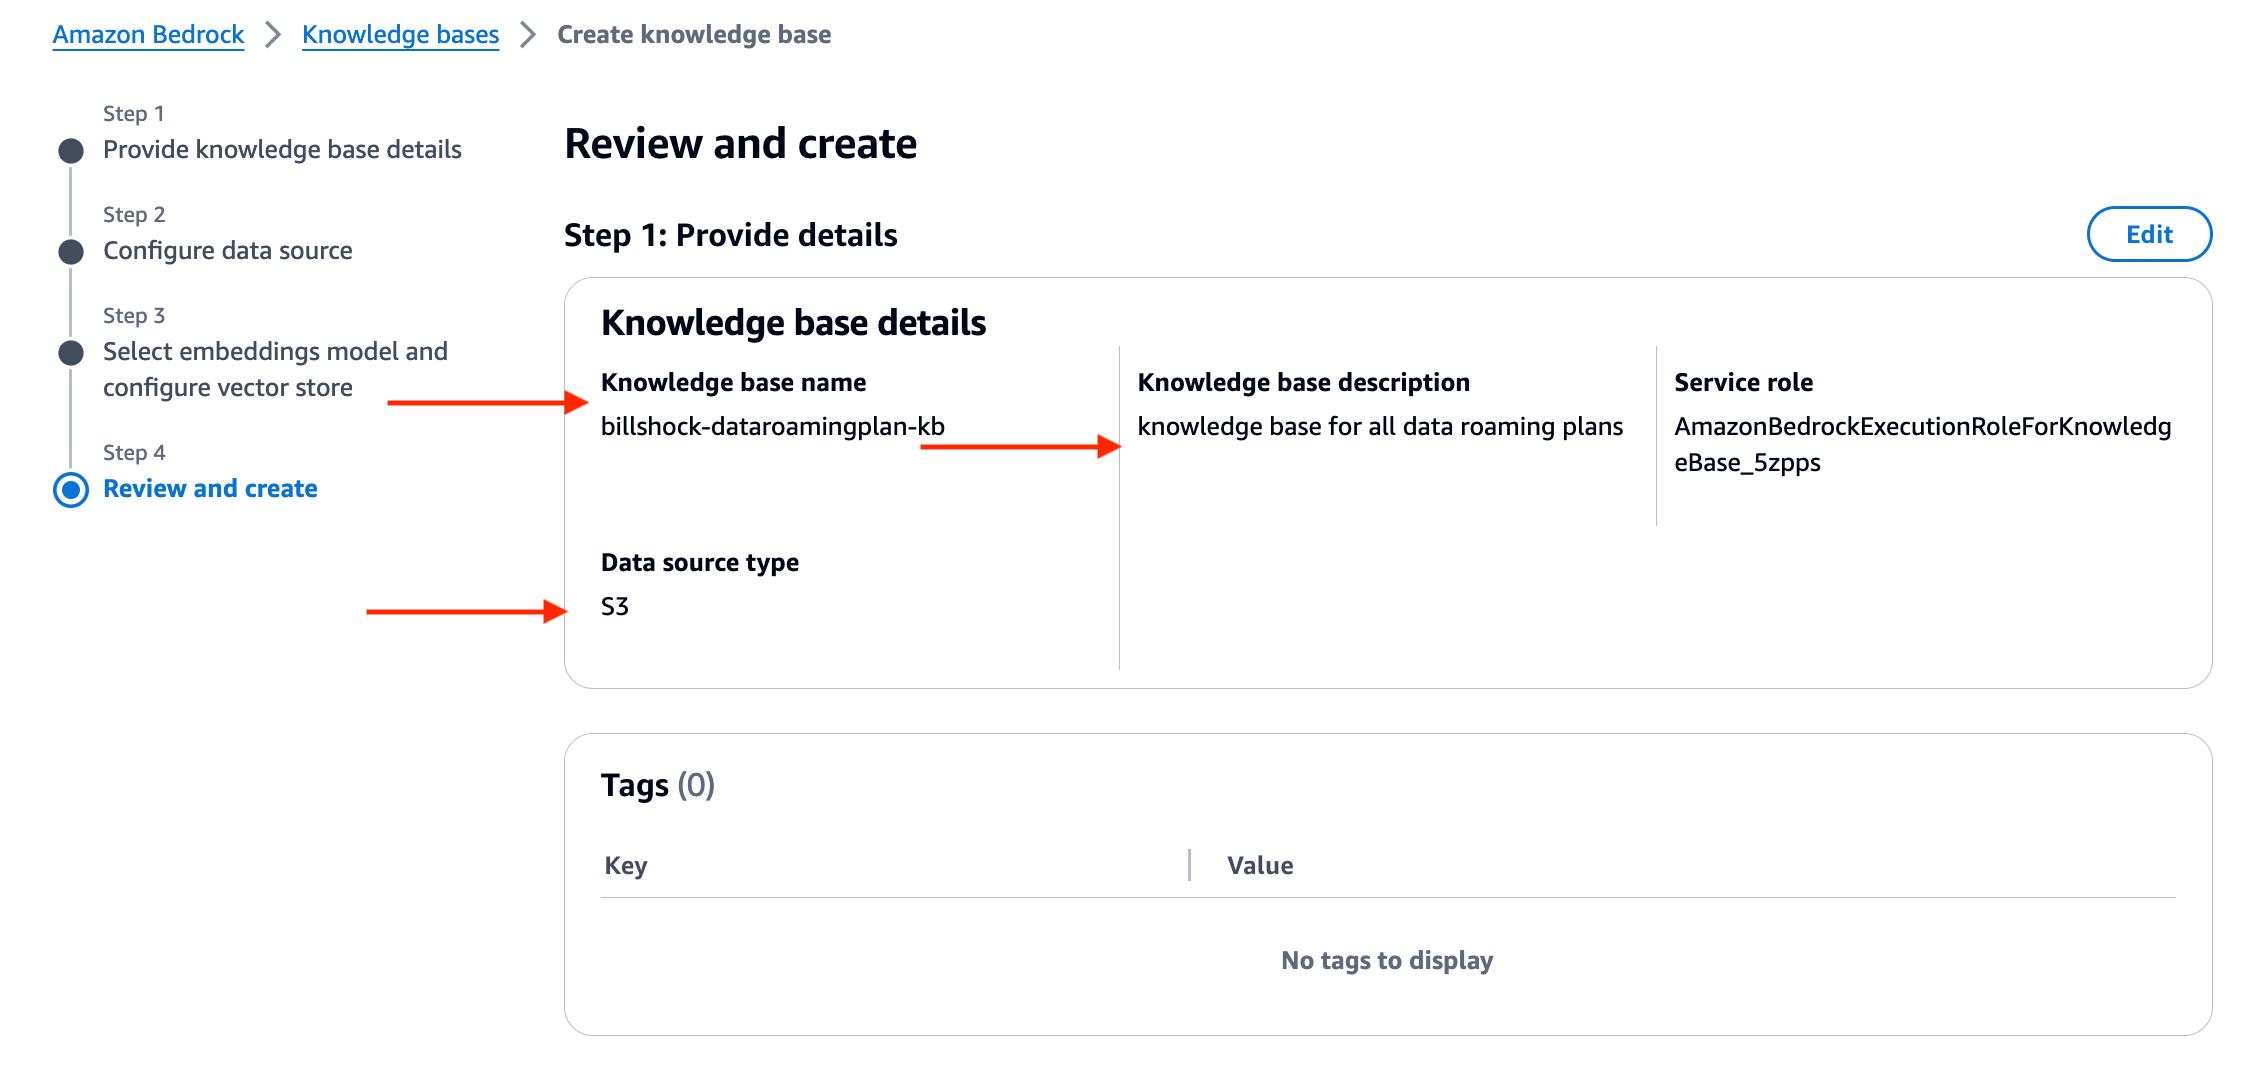 Amazon Bedrock > Knowledge bases > Create knowledge base
Step 1
Provide knowledge base details
Step 2
Configure data source
Step 3
Select embeddings model and
configure vector store
Step 4
Review and create
Review and create
Step 1: Provide details
Edit
Knowledge base details
Knowledge base name
billshock-dataroamingplan-kb
Knowledge base description
knowledge base for all data roaming plans
Service role
AmazonBedrockExecutionRoleForKnowledg
eBase_5zpps
Data source type
S3
Tags (0)
Key
Value
No tags to display